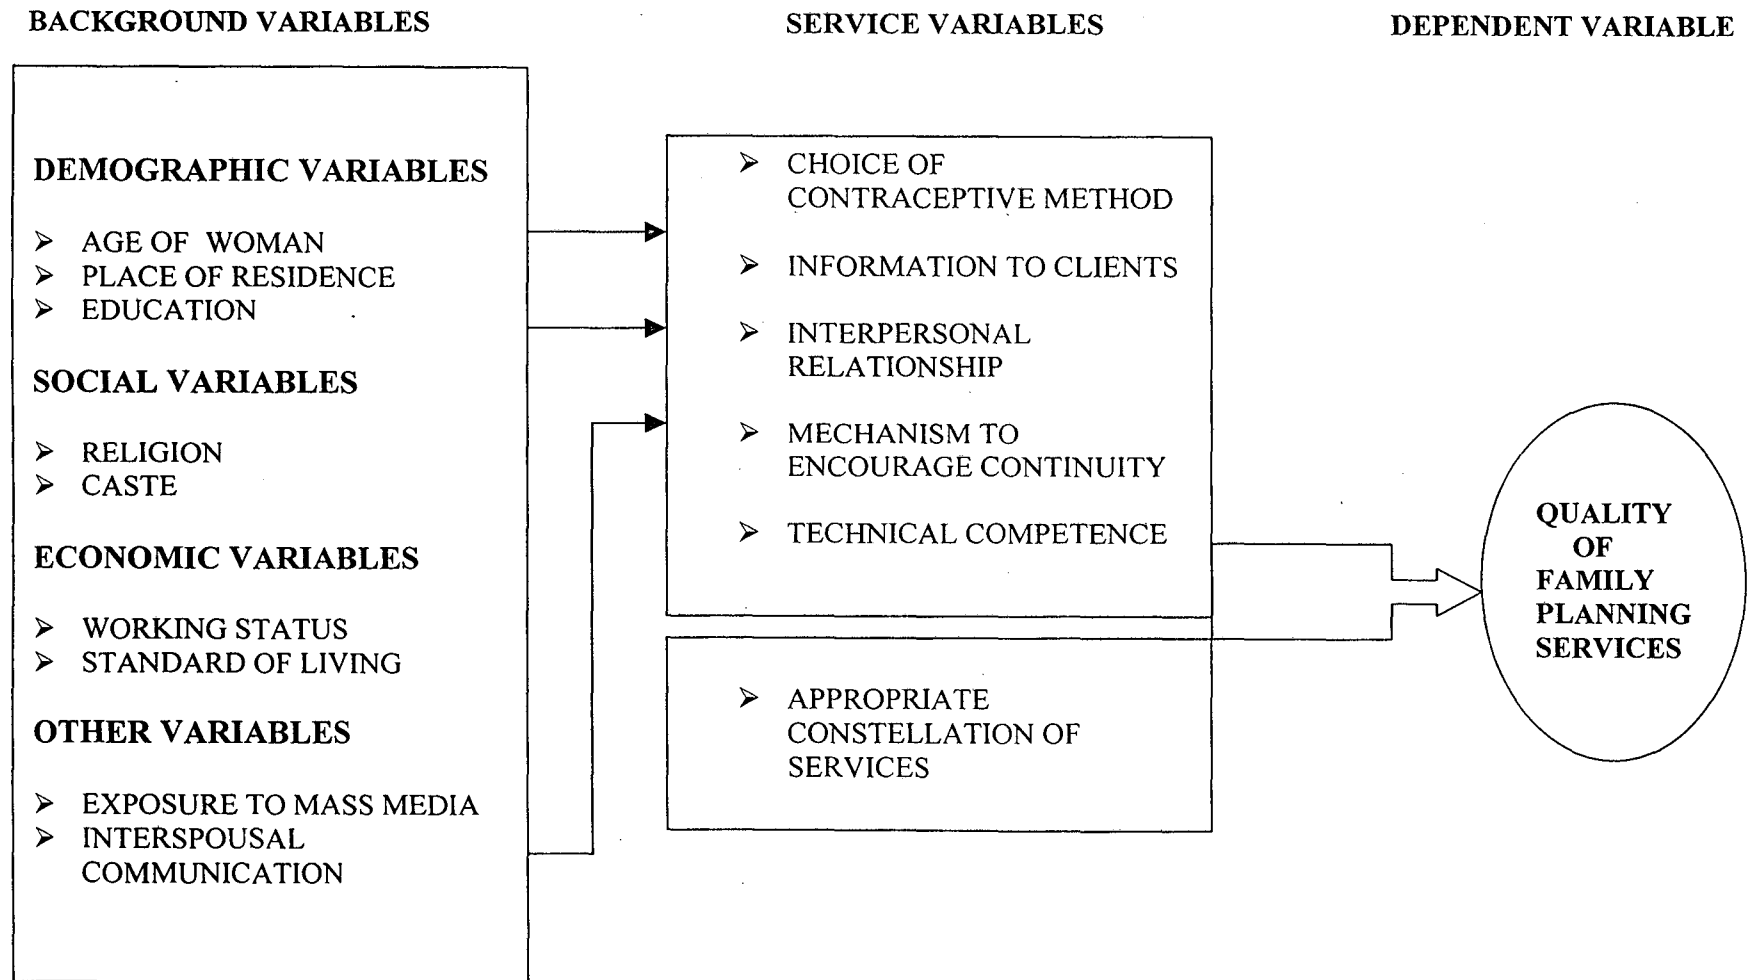 BACKGROUND VARIABLES
SERVICE VARIABLES
DEPENDENT VARIABLE
DEMOGRAPHIC VARIABLES
➢ AGE OF WOMAN
➢ PLACE OF RESIDENCE
➢ EDUCATION
SOCIAL VARIABLES
➢ RELIGION
➢ CASTE
ECONOMIC VARIABLES
➢ WORKING STATUS
➢ STANDARD OF LIVING
OTHER VARIABLES
➢ EXPOSURE TO MASS MEDIA
➢ INTERSPOUSAL
COMMUNICATION
➢ CHOICE OF
CONTRACEPTIVE METHOD
➢ INFORMATION TO CLIENTS
➢ INTERPERSONAL
RELATIONSHIP
➢ MECHANISM TO
ENCOURAGE CONTINUITY
➢ TECHNICAL COMPETENCE
➢ APPROPRIATE
CONSTELLATION OF
SERVICES
QUALITY
OF
FAMILY
PLANNING
SERVICES